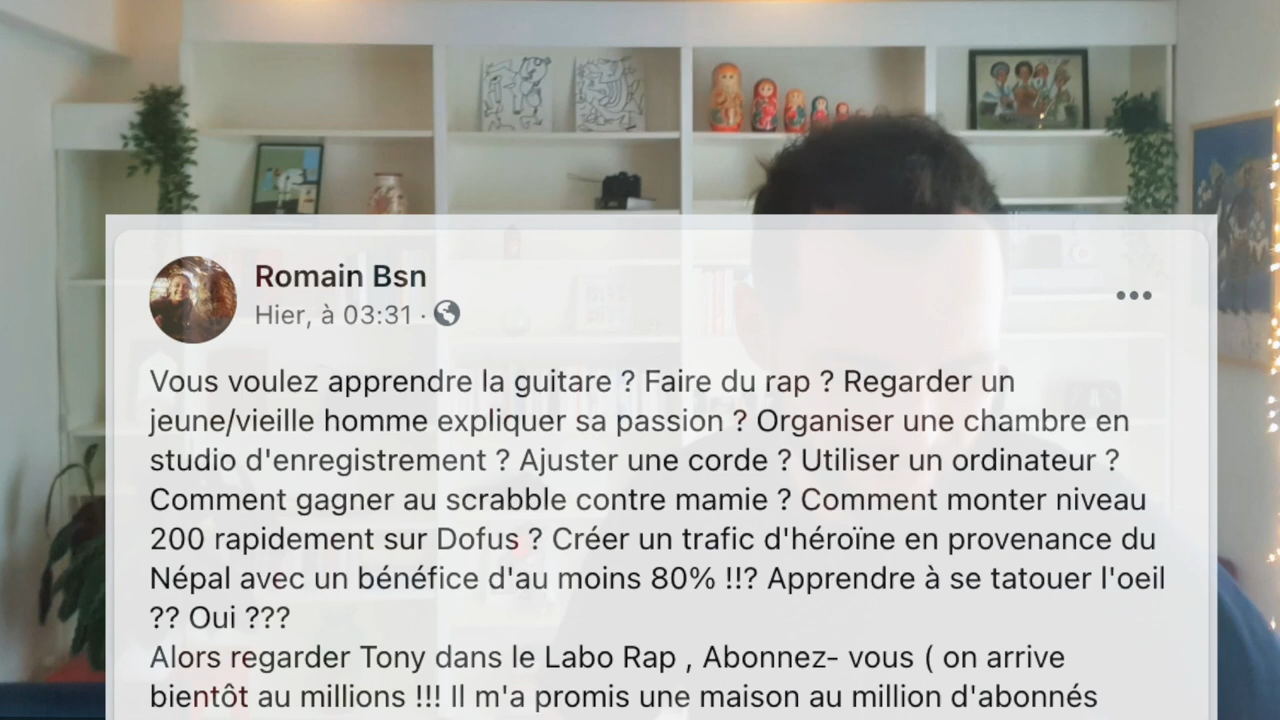 Romain Bsn
Hier, à 03:31 ·
Vous voulez apprendre la guitare ? Faire du rap ? Regarder un
jeune/vieille homme expliquer sa passion ? Organiser une chambre en
studio d'enregistrement ? Ajuster une corde ? Utiliser un ordinateur ?
Comment gagner au scrabble contre mamie ? Comment monter niveau
200 rapidement sur Dofus ? Créer un trafic d'héroïne en provenance du
Népal avec un bénéfice d'au moins 80% !!? Apprendre à se tatouer l'oeil
?? Oui ???
Alors regarder Tony dans le Labo Rap , Abonnez- vous ( on arrive
bientôt au millions !!! Il m'a promis une maison au million d'abonnés